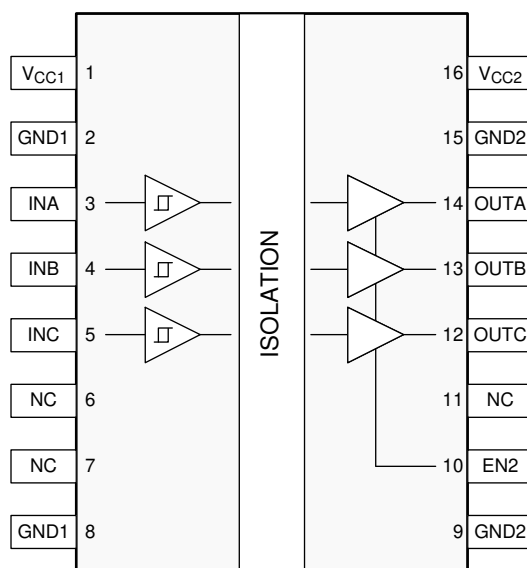 VCC1 1 16 VCC2
GND1 2 15 GND2
INA 3 14 OUTA
INB 4 13 OUTB
INC 5 12 OUTC
NC 6 11 NC
NC 7 10 EN2
GND1 8 9 GND2
ISOLATION